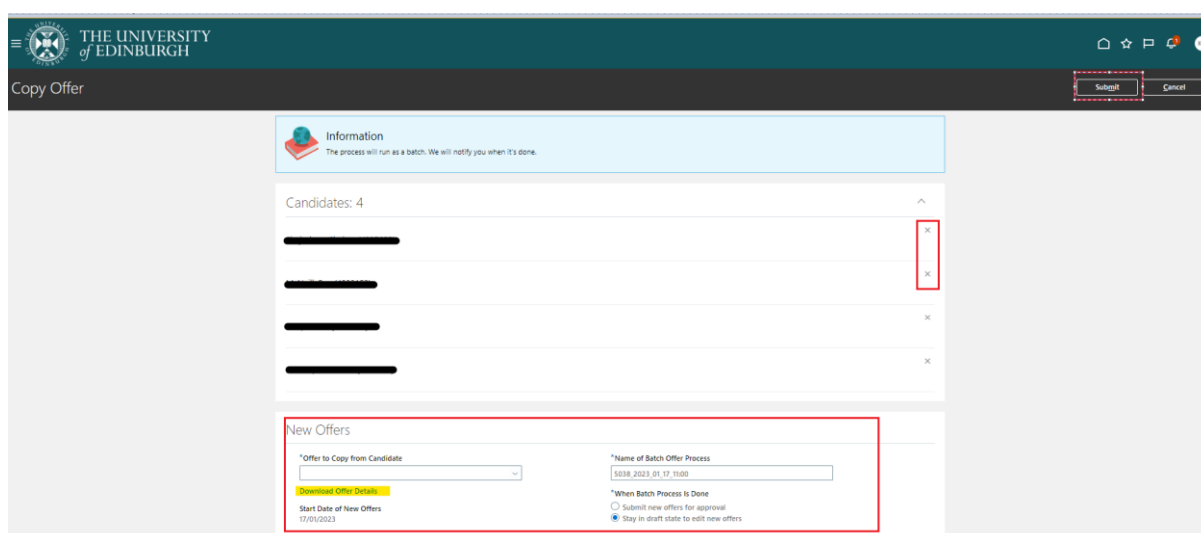 THE UNIVERSITY
of EDINBURGH
Copy Offer
Submit
Cancel
Information
The process will run as a batch. We will notify you when it's done.
Candidates: 4
New Offers
*Offer to Copy from Candidate
*Name of Batch Offer Process
5038_2023_01_17_11:00
Download Offer Details
*When Batch Process Is Done
Start Date of New Offers
Submit new offers for approval
17/01/2023
Stay in draft state to edit new offers